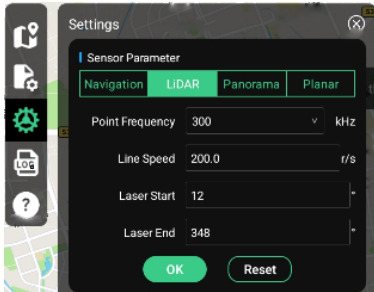 Settings
Sensor Parameter
Navigation LiDAR Panorama Planar
Point Frequency 300 kHz
Line Speed 200.0 r/s
Laser Start 12 °
Laser End 348 °
OK Reset
LOG
?